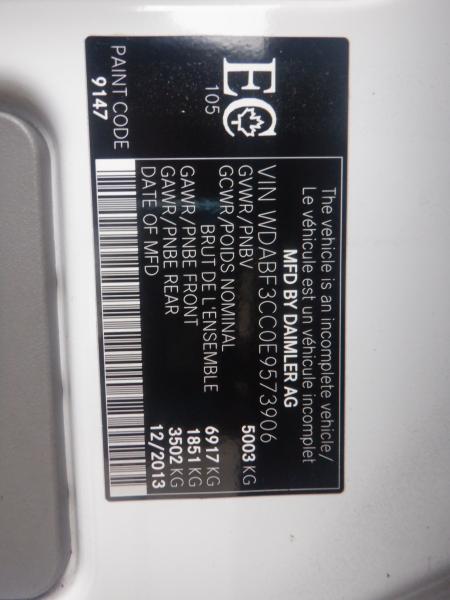 The vehicle is an incomplete vehicle/
Le véhicule est un véhicule incomplet
MFD BY DAIMLER AG
EC
105
VIN WDABF3CC0E9573906
GVWR/PNBV 5003 KG
GCWR/POIDS NOMINAL
BRUT DE L'ENSEMBLE 6917 KG
GAWR/PNBE FRONT 1851 KG
GAWR/PNBE REAR 3502 KG
DATE OF MFD 12/2013
PAINT CODE
9147